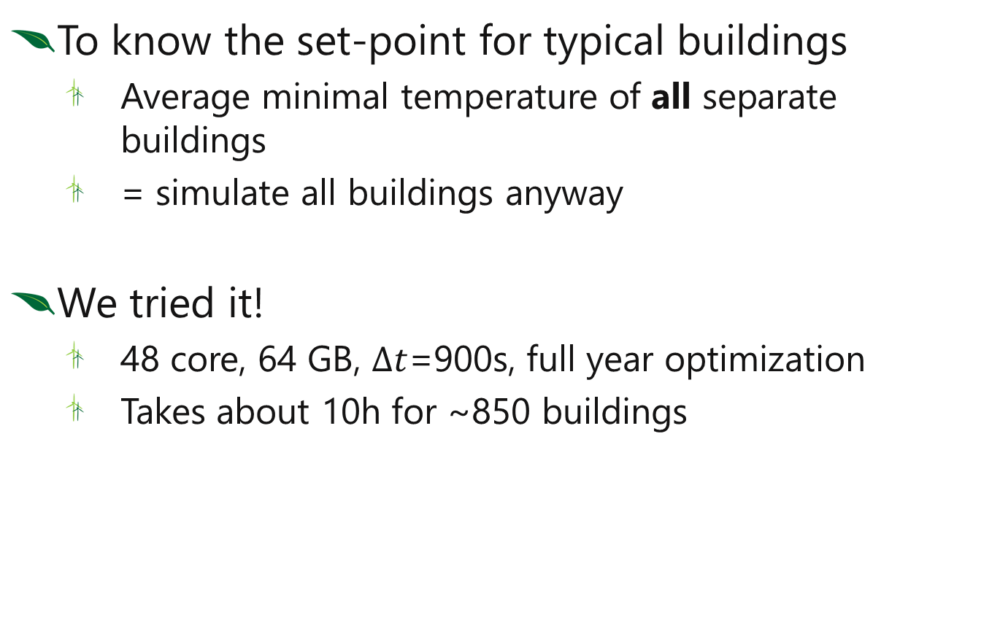 To know the set-point for typical buildings
Average minimal temperature of all separate
buildings
= simulate all buildings anyway
We tried it!
48 core, 64 GB, Δt=900s, full year optimization
Takes about 10h for ~850 buildings